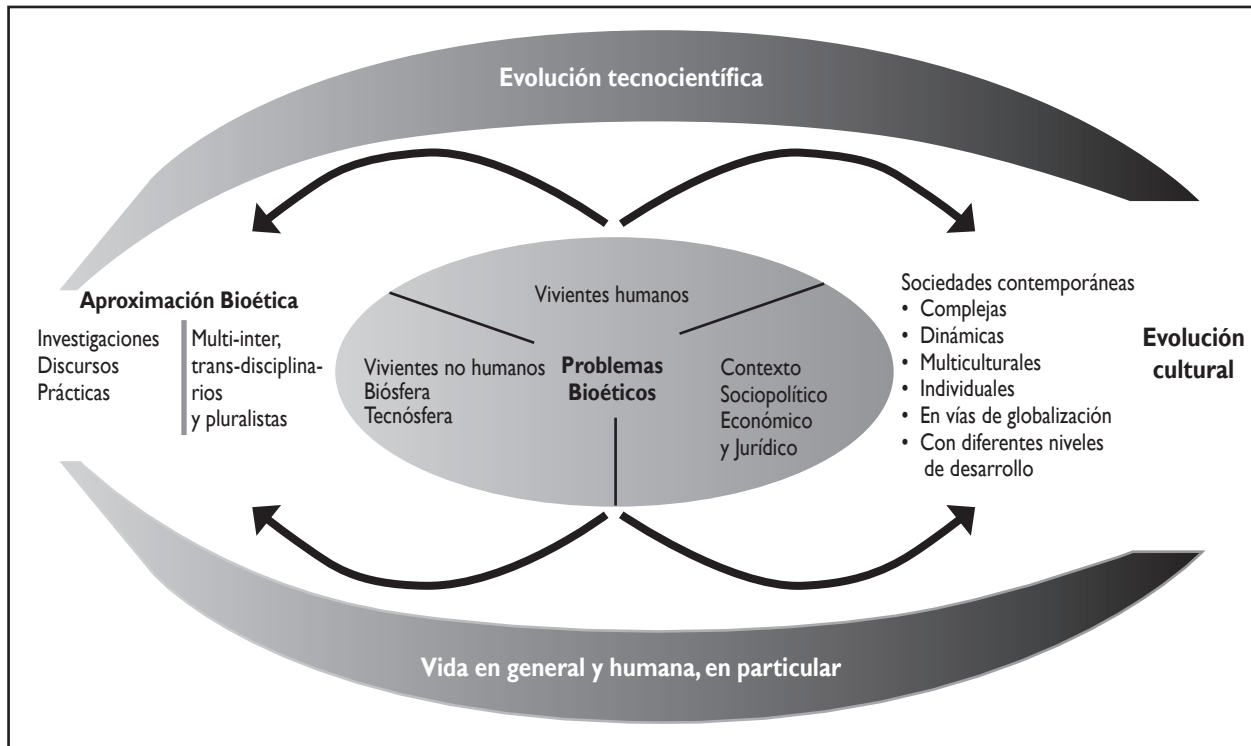 Evolución tecnocientífica
Aproximación Bioética
Investigaciones
Discursos
Prácticas
Multi-inter,
trans-disciplina-
rios
y pluralistas
Vivientes humanos
Vivientes no humanos
Biósfera
Tecnósfera
Problemas
Bioéticos
Contexto
Sociopolítico
Económico
y Jurídico
Sociedades contemporáneas
• Complejas
• Dinámicas
• Multiculturales
• Individuales
• En vías de globalización
• Con diferentes niveles
de desarrollo
Evolución
cultural
Vida en general y humana, en particular